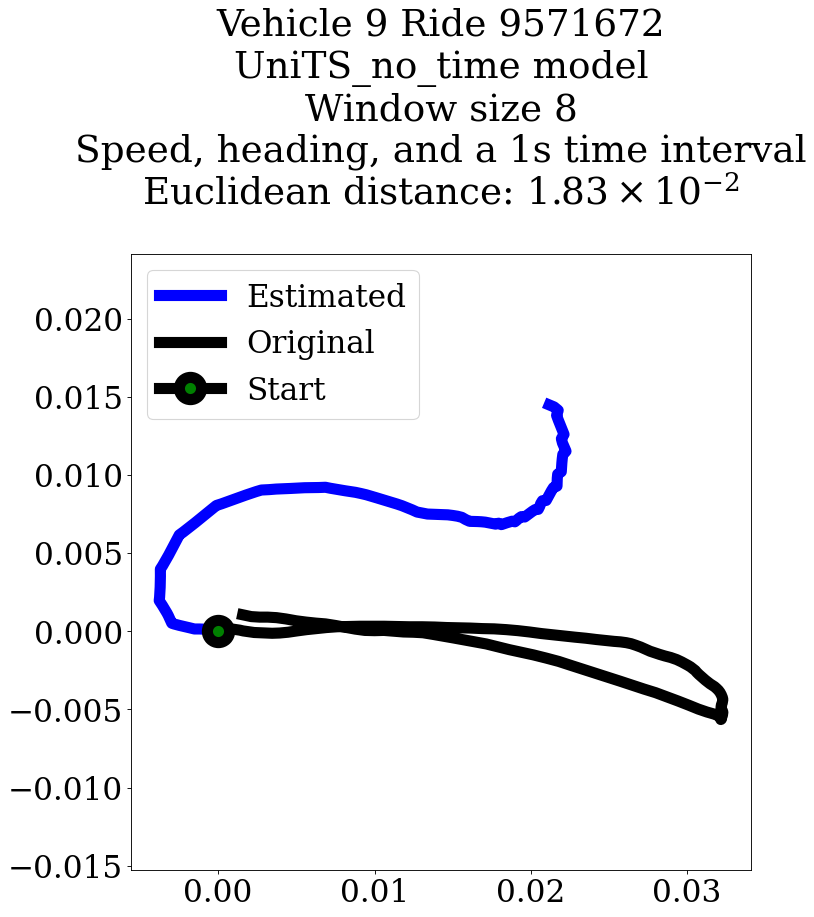 Vehicle 9 Ride 9571672
UniTS_no_time model
Window size 8
Speed, heading, and a 1s time interval
Euclidean distance: 1.83 × 10⁻²
Estimated
Original
Start
0.020
0.015
0.010
0.005
0.000
−0.005
−0.010
−0.015
0.00 0.01 0.02 0.03